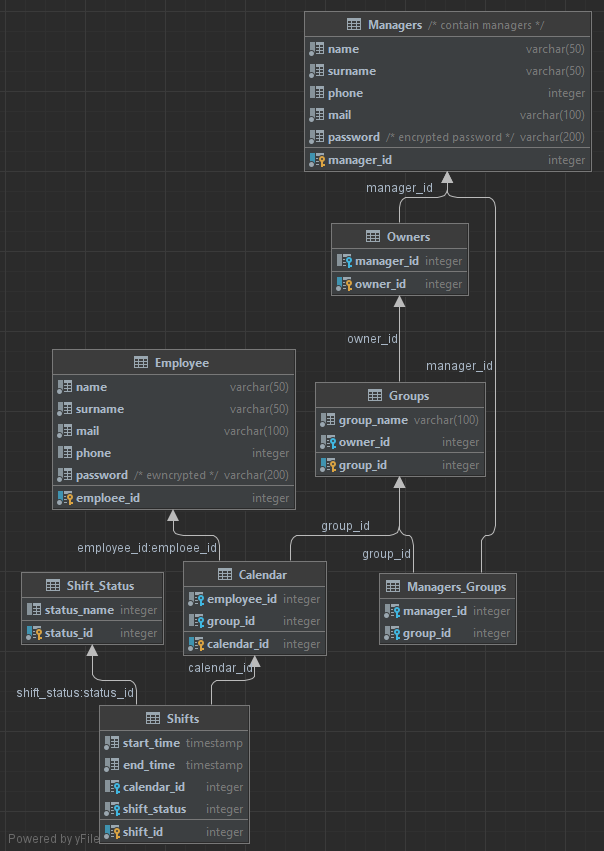 Managers /* contain managers */
name varchar(50)
surname varchar(50)
phone integer
mail varchar(100)
password /* encrypted password */ varchar(200)
manager_id integer
manager_id
Owners
manager_id integer
owner_id integer
owner_id
manager_id
Employee
name varchar(50)
surname varchar(50)
mail varchar(100)
phone integer
password /* ewncrypted */ varchar(200)
emploee_id integer
Groups
group_name varchar(100)
owner_id integer
group_id integer
group_id
employee_id:emploee_id
group_id
Shift_Status
status_name integer
status_id integer
Calendar
employee_id integer
group_id integer
calendar_id integer
Managers_Groups
manager_id integer
group_id integer
calendar_id
shift_status:status_id
Shifts
start_time timestamp
end_time timestamp
calendar_id integer
shift_status integer
shift_id integer
Powered by yFile